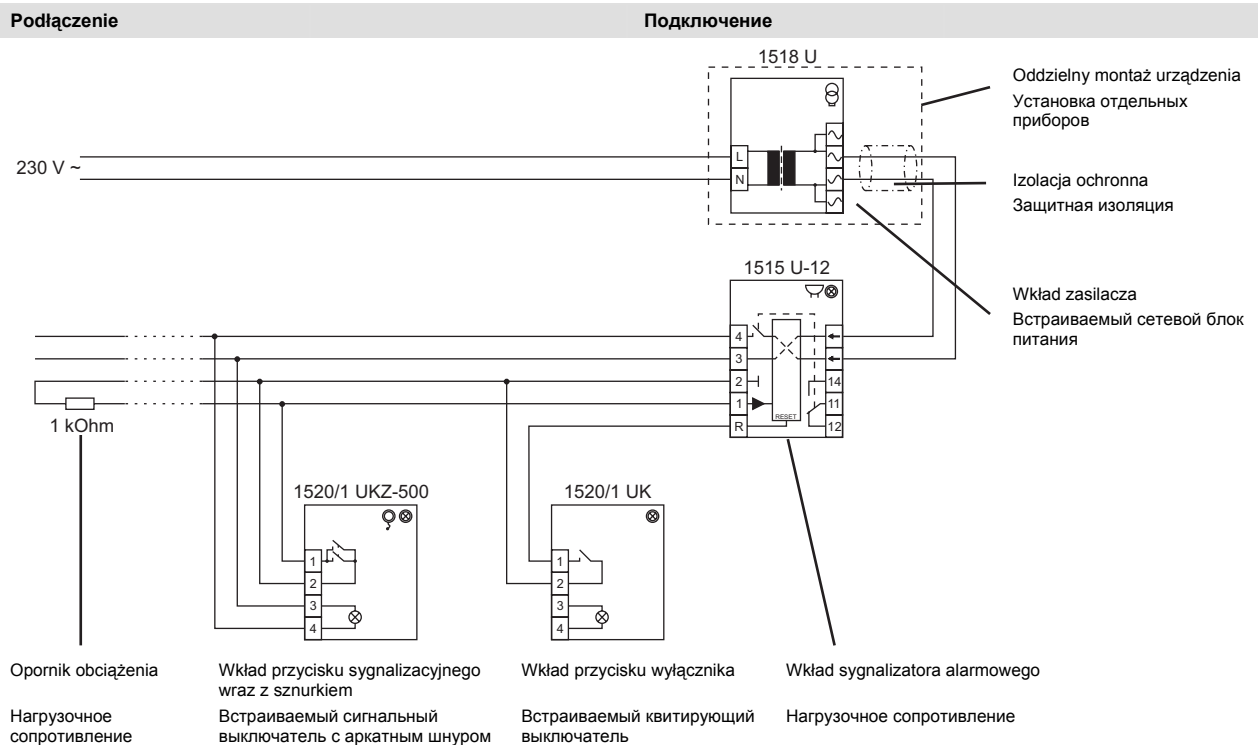 Podłączenie
Подключение
1518 U
Oddzielny montaż urządzenia
Установка отдельных
приборов
230 V ~
L
N
Izolacja ochronna
Защитная изоляция
1515 U-12
Wkład zasilacza
Встраиваемый сетевой блок
питания
4
3
2
14
1
11
RESET
R
12
1 kOhm
1520/1 UKZ-500
1520/1 UK
1
2
3
4
1
2
3
4
Opornik obciążenia
Нагрузочное
сопротивление
Wkład przycisku sygnalizacyjnego
wraz z sznurkiem
Встраиваемый сигнальный
выключатель с аркатным шнуром
Wkład przycisku wyłącznika
Встраиваемый квитирующий
выключатель
Wkład sygnalizatora alarmowego
Нагрузочное сопротивление